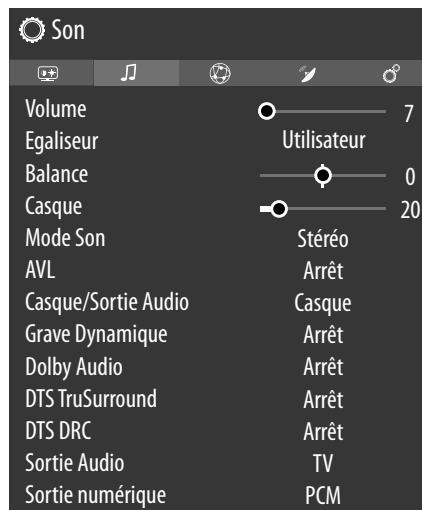 Son
Volume 7
Egaliseur Utilisateur
Balance 0
Casque 20
Mode Son Stéréo
AVL Arrêt
Casque/Sortie Audio Casque
Grave Dynamique Arrêt
Dolby Audio Arrêt
DTS TruSurround Arrêt
DTS DRC Arrêt
Sortie Audio TV
Sortie numérique PCM